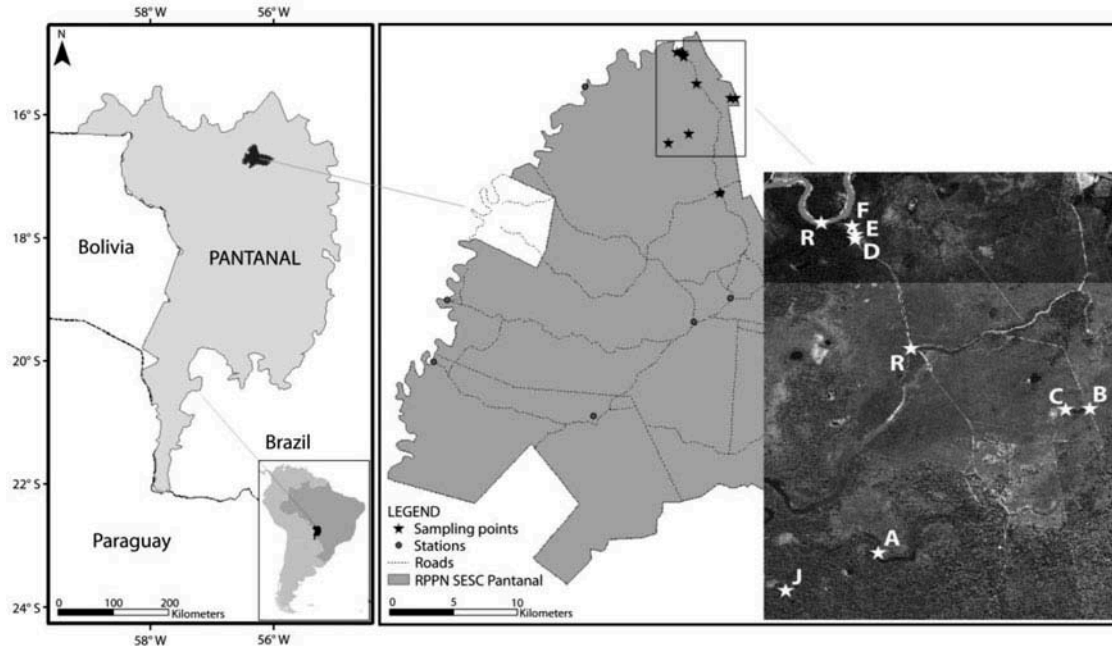 58°W 56°W
N
16°S
18°S
20°S
22°S
24°S
Bolivia
PANTANAL
Brazil
Paraguay
0 100 200
Kilometers
58°W 56°W
LEGEND
Sampling points
Stations
Roads
RPPN SESC Pantanal
0 5 10
Kilometers
R
F
E
D
R
C
B
A
J